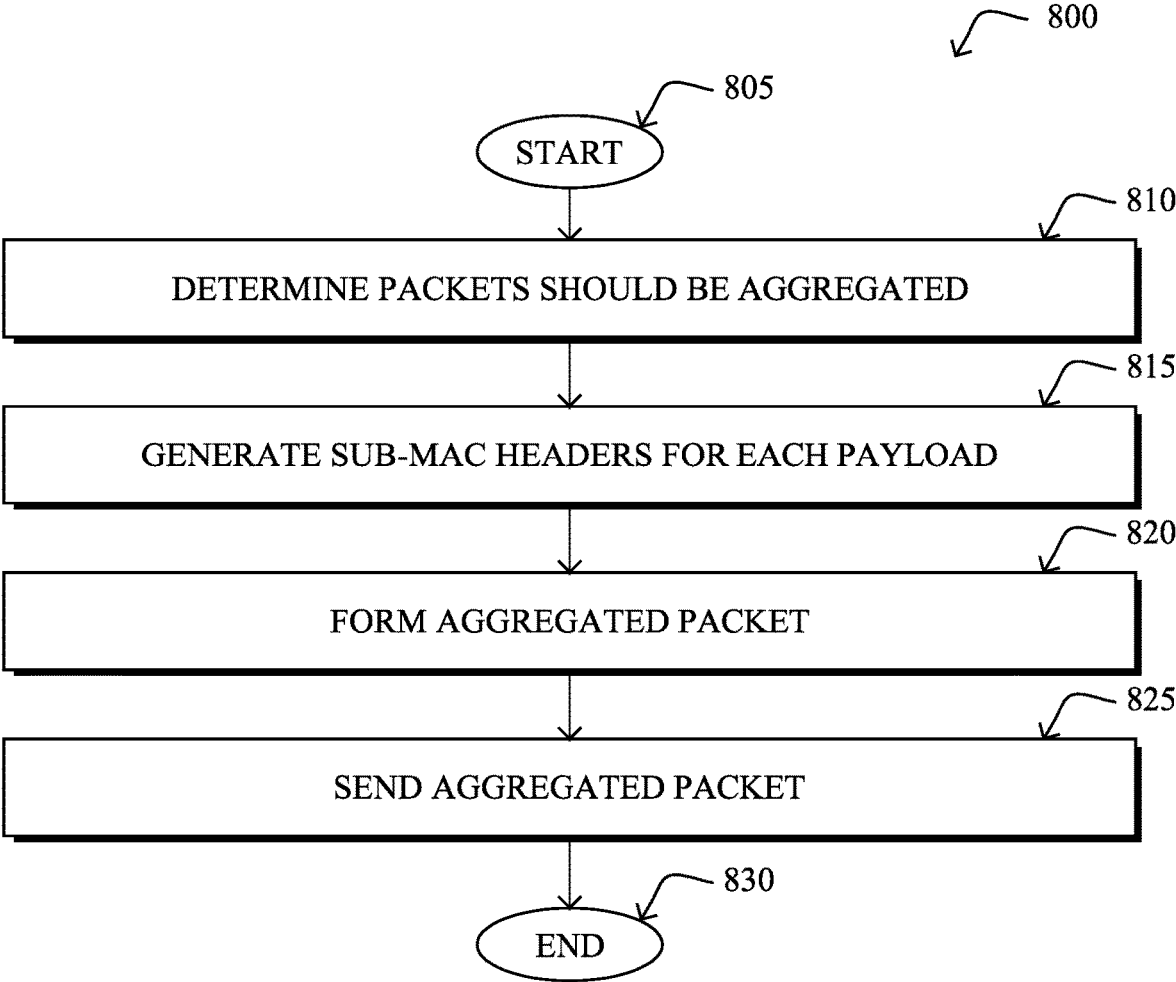 800
805
START
810
DETERMINE PACKETS SHOULD BE AGGREGATED
815
GENERATE SUB-MAC HEADERS FOR EACH PAYLOAD
820
FORM AGGREGATED PACKET
825
SEND AGGREGATED PACKET
830
END